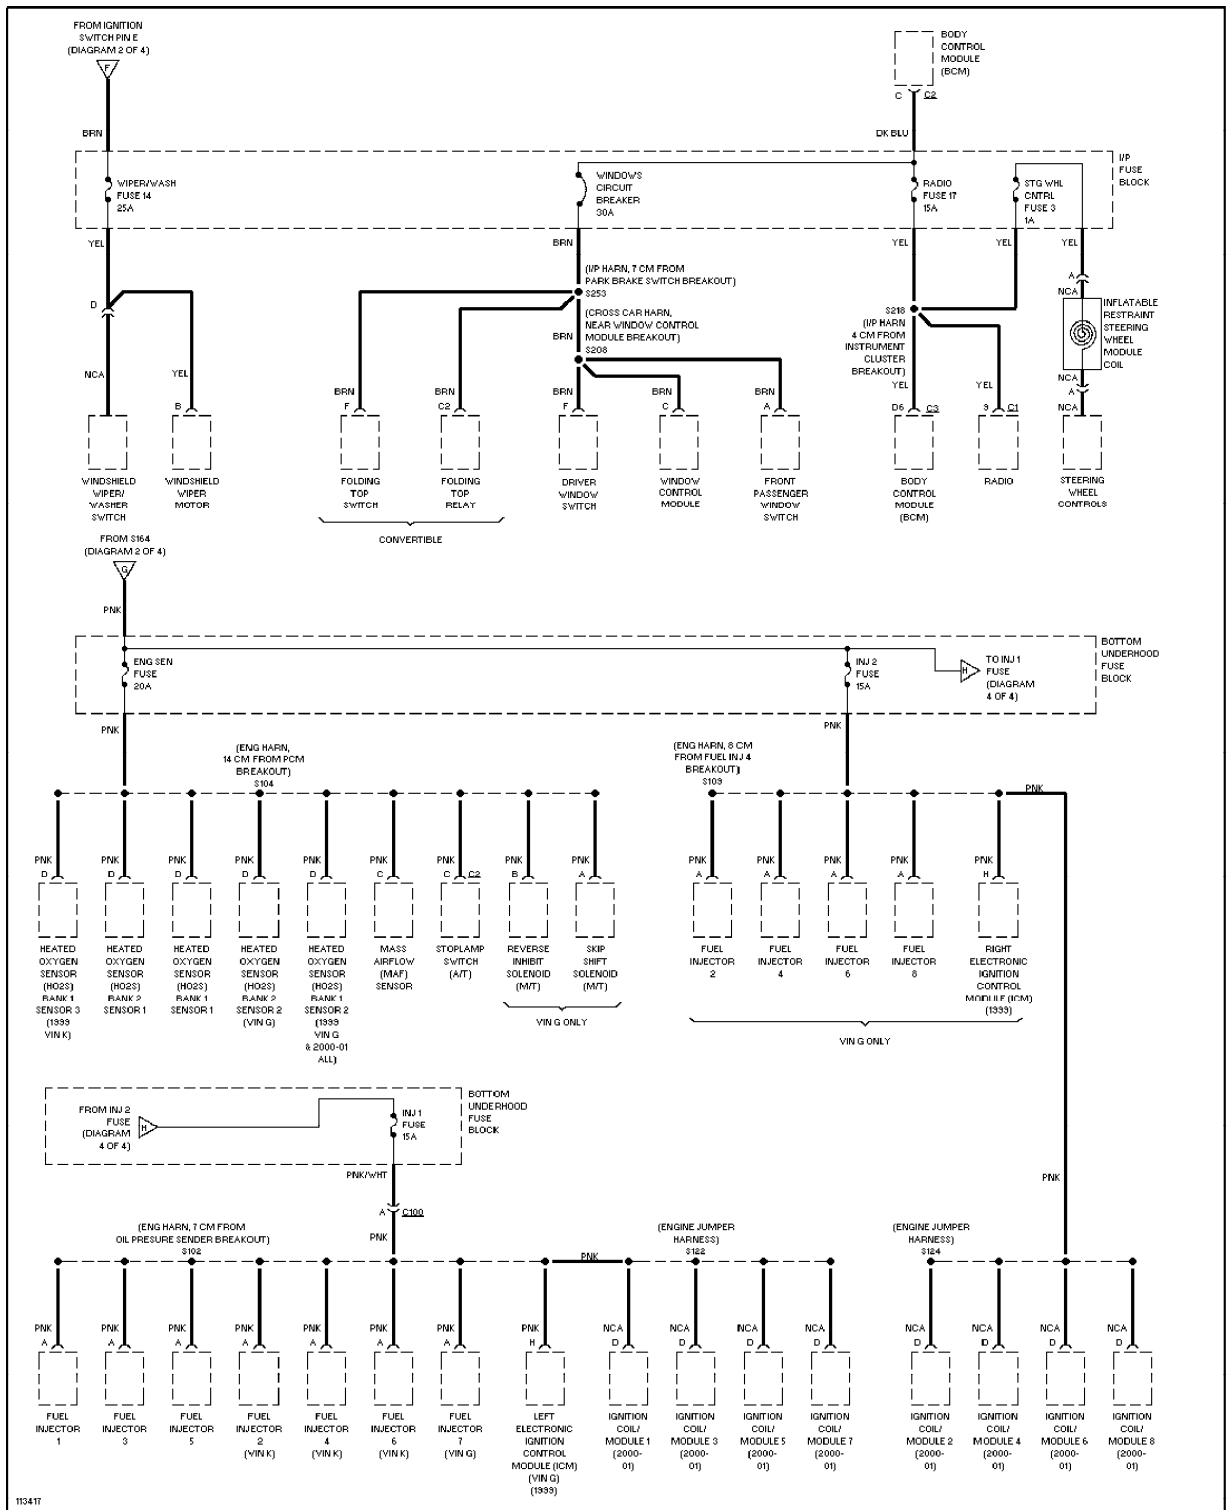 FROM IGNITION
SWITCH PIN E
(DIAGRAM 2 OF 4)
F
BRN
BODY
CONTROL
MODULE
(BCM)
C C2
DK BLU
I/P
FUSE
BLOCK
WIPER/WASH
FUSE 14
25A
WINDOWS
CIRCUIT
BREAKER
30A
RADIO
FUSE 17
15A
STG WHL
CNTRL
FUSE 3
1A
YEL
BRN
YEL
YEL
YEL
(I/P HARN, 7 CM FROM
PARK BRAKE SWITCH BREAKOUT)
S253
(CROSS CAR HARN,
NEAR WINDOW CONTROL
MODULE BREAKOUT)
S208
BRN
D
S218
(I/P HARN
4 CM FROM
INSTRUMENT
CLUSTER
BREAKOUT)
A
NCA
INFLATABLE
RESTRAINT
STEERING
WHEEL
MODULE
COIL
NCA
A
NCA
NCA
YEL
B
BRN
F
BRN
C2
BRN
F
BRN
C
BRN
A
YEL
D6 C3
YEL
9 C1
WINDSHIELD
WIPER/
WASHER
SWITCH
WINDSHIELD
WIPER
MOTOR
FOLDING
TOP
SWITCH
FOLDING
TOP
RELAY
DRIVER
WINDOW
SWITCH
WINDOW
CONTROL
MODULE
FRONT
PASSENGER
WINDOW
SWITCH
BODY
CONTROL
MODULE
(BCM)
RADIO
STEERING
WHEEL
CONTROLS
CONVERTIBLE
FROM S164
(DIAGRAM 2 OF 4)
G
PNK
ENG SEN
FUSE
20A
INJ 2
FUSE
15A
H
TO INJ 1
FUSE
(DIAGRAM
4 OF 4)
BOTTOM
UNDERHOOD
FUSE
BLOCK
PNK
PNK
(ENG HARN,
14 CM FROM PCM
BREAKOUT)
S104
(ENG HARN, 8 CM
FROM FUEL INJ 4
BREAKOUT)
S109
PNK
PNK
D
PNK
D
PNK
D
PNK
D
PNK
D
PNK
C
PNK
C C2
PNK
B
PNK
A
PNK
A
PNK
A
PNK
A
PNK
A
PNK
H
HEATED
OXYGEN
SENSOR
(HO2S)
BANK 1
SENSOR 3
(1999
VIN K)
HEATED
OXYGEN
SENSOR
(HO2S)
BANK 2
SENSOR 1
HEATED
OXYGEN
SENSOR
(HO2S)
BANK 1
SENSOR 1
HEATED
OXYGEN
SENSOR
(HO2S)
BANK 2
SENSOR 2
(VIN G)
HEATED
OXYGEN
SENSOR
(HO2S)
BANK 1
SENSOR 2
(1999
VIN G
& 2000-01
ALL)
MASS
AIRFLOW
(MAF)
SENSOR
STOPLAMP
SWITCH
(A/T)
REVERSE
INHIBIT
SOLENOID
(M/T)
SKIP
SHIFT
SOLENOID
(M/T)
VIN G ONLY
FUEL
INJECTOR
2
FUEL
INJECTOR
4
FUEL
INJECTOR
6
FUEL
INJECTOR
8
RIGHT
ELECTRONIC
IGNITION
CONTROL
MODULE (ICM)
(1999)
VIN G ONLY
FROM INJ 2
FUSE
(DIAGRAM
4 OF 4)
H
INJ 1
FUSE
15A
BOTTOM
UNDERHOOD
FUSE
BLOCK
PNK/WHT
A C100
PNK
PNK
(ENG HARN, 7 CM FROM
OIL PRESURE SENDER BREAKOUT)
S102
PNK
(ENGINE JUMPER
HARNESS)
S122
(ENGINE JUMPER
HARNESS)
S124
PNK
A
PNK
A
PNK
A
PNK
A
PNK
A
PNK
A
PNK
A
PNK
H
NCA
D
NCA
D
NCA
D
NCA
D
NCA
D
NCA
D
NCA
D
NCA
D
FUEL
INJECTOR
1
FUEL
INJECTOR
3
FUEL
INJECTOR
5
FUEL
INJECTOR
2
(VIN K)
FUEL
INJECTOR
4
(VIN K)
FUEL
INJECTOR
6
(VIN K)
FUEL
INJECTOR
7
(VIN G)
LEFT
ELECTRONIC
IGNITION
CONTROL
MODULE (ICM)
(VIN G)
(1999)
IGNITION
COIL/
MODULE 1
(2000-
01)
IGNITION
COIL/
MODULE 3
(2000-
01)
IGNITION
COIL/
MODULE 5
(2000-
01)
IGNITION
COIL/
MODULE 7
(2000-
01)
IGNITION
COIL/
MODULE 2
(2000-
01)
IGNITION
COIL/
MODULE 4
(2000-
01)
IGNITION
COIL/
MODULE 6
(2000-
01)
IGNITION
COIL/
MODULE 8
(2000-
01)
113417